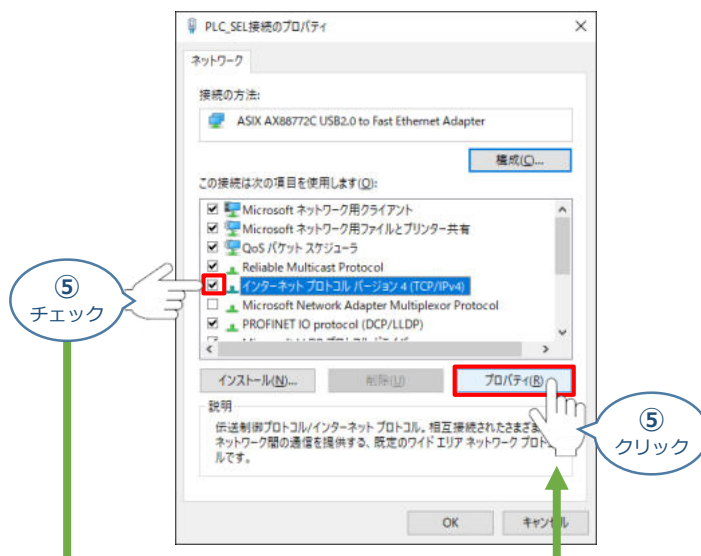 PLC_SEL接続のプロパティ
ネットワーク
接続の方法:
ASIX AX88772C USB2.0 to Fast Ethernet Adapter
構成(C)...
この接続は次の項目を使用します(O):
Microsoft ネットワーク用クライアント
Microsoft ネットワーク用ファイルとプリンター共有
QoS パケット スケジューラ
Reliable Multicast Protocol
インターネット プロトコル バージョン 4 (TCP/IPv4)
Microsoft Network Adapter Multiplexor Protocol
PROFINET IO protocol (DCP/LLDP)
⑤
チェック
インストール(N)...
削除(U)
プロパティ(R)
説明
伝送制御プロトコル/インターネット プロトコル。相互接続されたさまざま
ネットワーク間の通信を提供する、既定のワイド エリア ネットワーク プロト
ルです。
⑤
クリック
OK
キャンセル